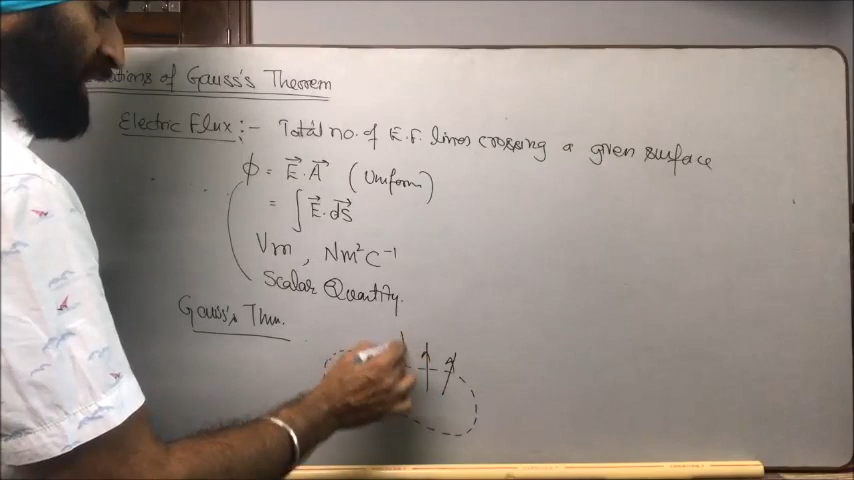 of Gauss's Theorem
Electric Flux :- Total no. of E.F. lines crossing a given surface
ϕ = E⃗.A⃗ (Uniform)
= ∫E⃗.ds⃗
Vm, Nm²C⁻¹
Scalar Quantity.
Gauss's Thm.